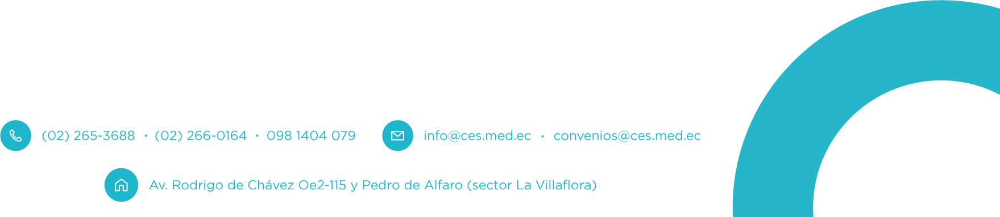 (02) 265-3688 • (02) 266-0164 • 098 1404 079 info@ces.med.ec • convenios@ces.med.ec
Av. Rodrigo de Chávez Oe2-115 y Pedro de Alfaro (sector La Villaflora)